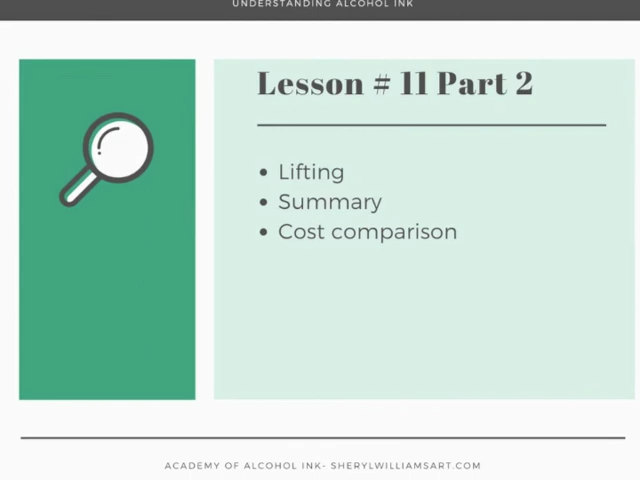 UNDERSTANDING ALCOHOL INK
Lesson # 11 Part 2
• Lifting
• Summary
• Cost comparison
ACADEMY OF ALCOHOL INK- SHERYLWILLIAMSART.COM